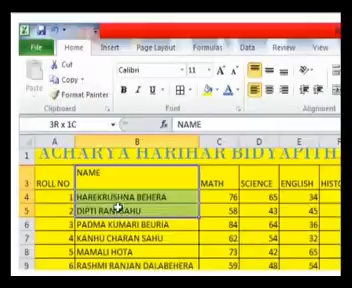 File Home Insert Page Layout Formulas Data Review View
Cut
Copy
Format Painter
Paste
Calibri 11 A A
B I U A
Clipboard Font Alignment
3R x 1C fx NAME
A B C D E
1 ACHARYA HARIHAR BIDYAPITH
3 ROLL NO NAME MATH SCIENCE ENGLISH HIST
4 1 HAREKRUSHNA BEHERA 76 65 34
5 2 DIPTI RANI SAHU 58 43 45
6 3 PADMA KUMARI BEURIA 84 64 36
7 4 KANHU CHARAN SAHU 62 54 32
8 5 MAMALI HOTA 73 42 65
9 6 RASHMI RANJAN DALABEHERA 59 48 54